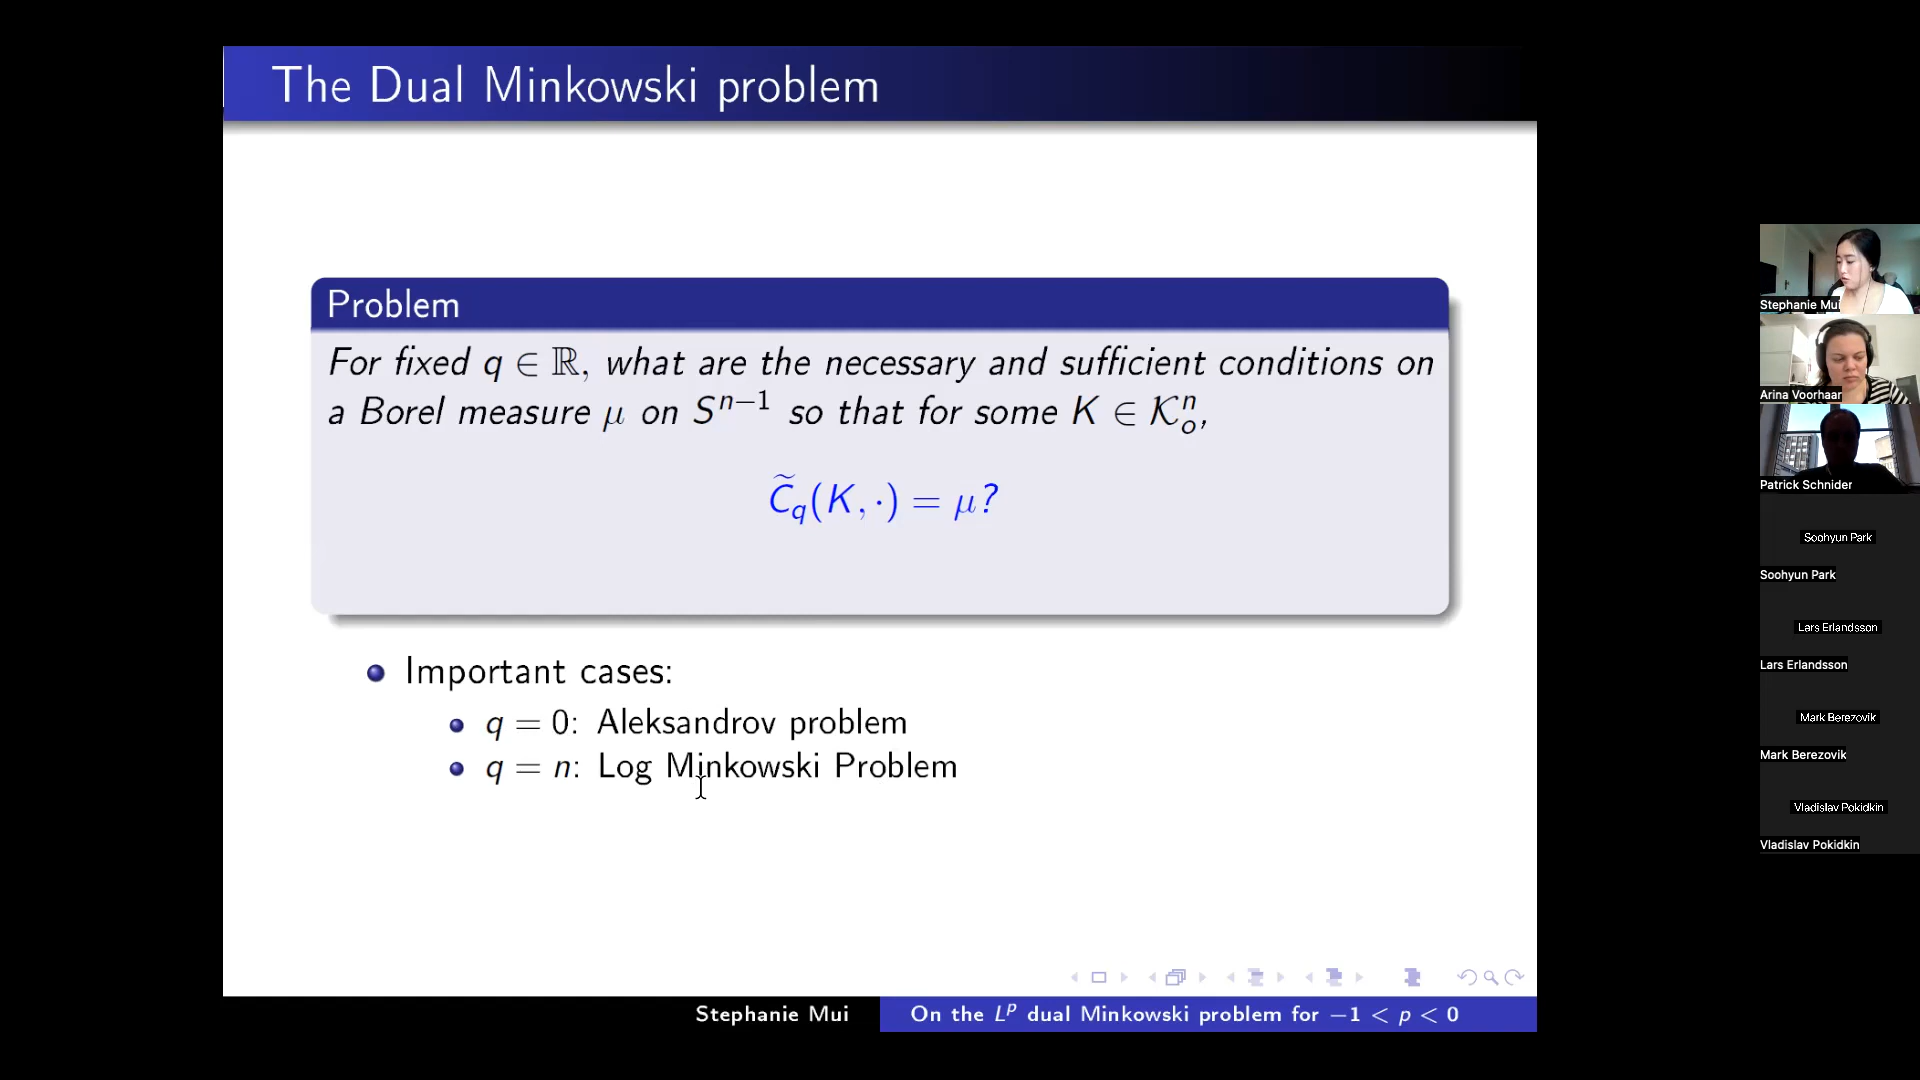 The Dual Minkowski problem
Problem
For fixed q ∈ ℝ, what are the necessary and sufficient conditions on
a Borel measure μ on Sⁿ⁻¹ so that for some K ∈ 𝒦ₒⁿ,
C̃_q(K, ·) = μ?
Important cases:
q = 0: Aleksandrov problem
q = n: Log Minkowski Problem
Stephanie Mui
On the Lᵖ dual Minkowski problem for −1 < p < 0
Stephanie Mui
Arina Voorhaar
Patrick Schnider
Soohyun Park
Soohyun Park
Lars Erlandsson
Lars Erlandsson
Mark Berezovik
Mark Berezovik
Vladislav Pokidkin
Vladislav Pokidkin